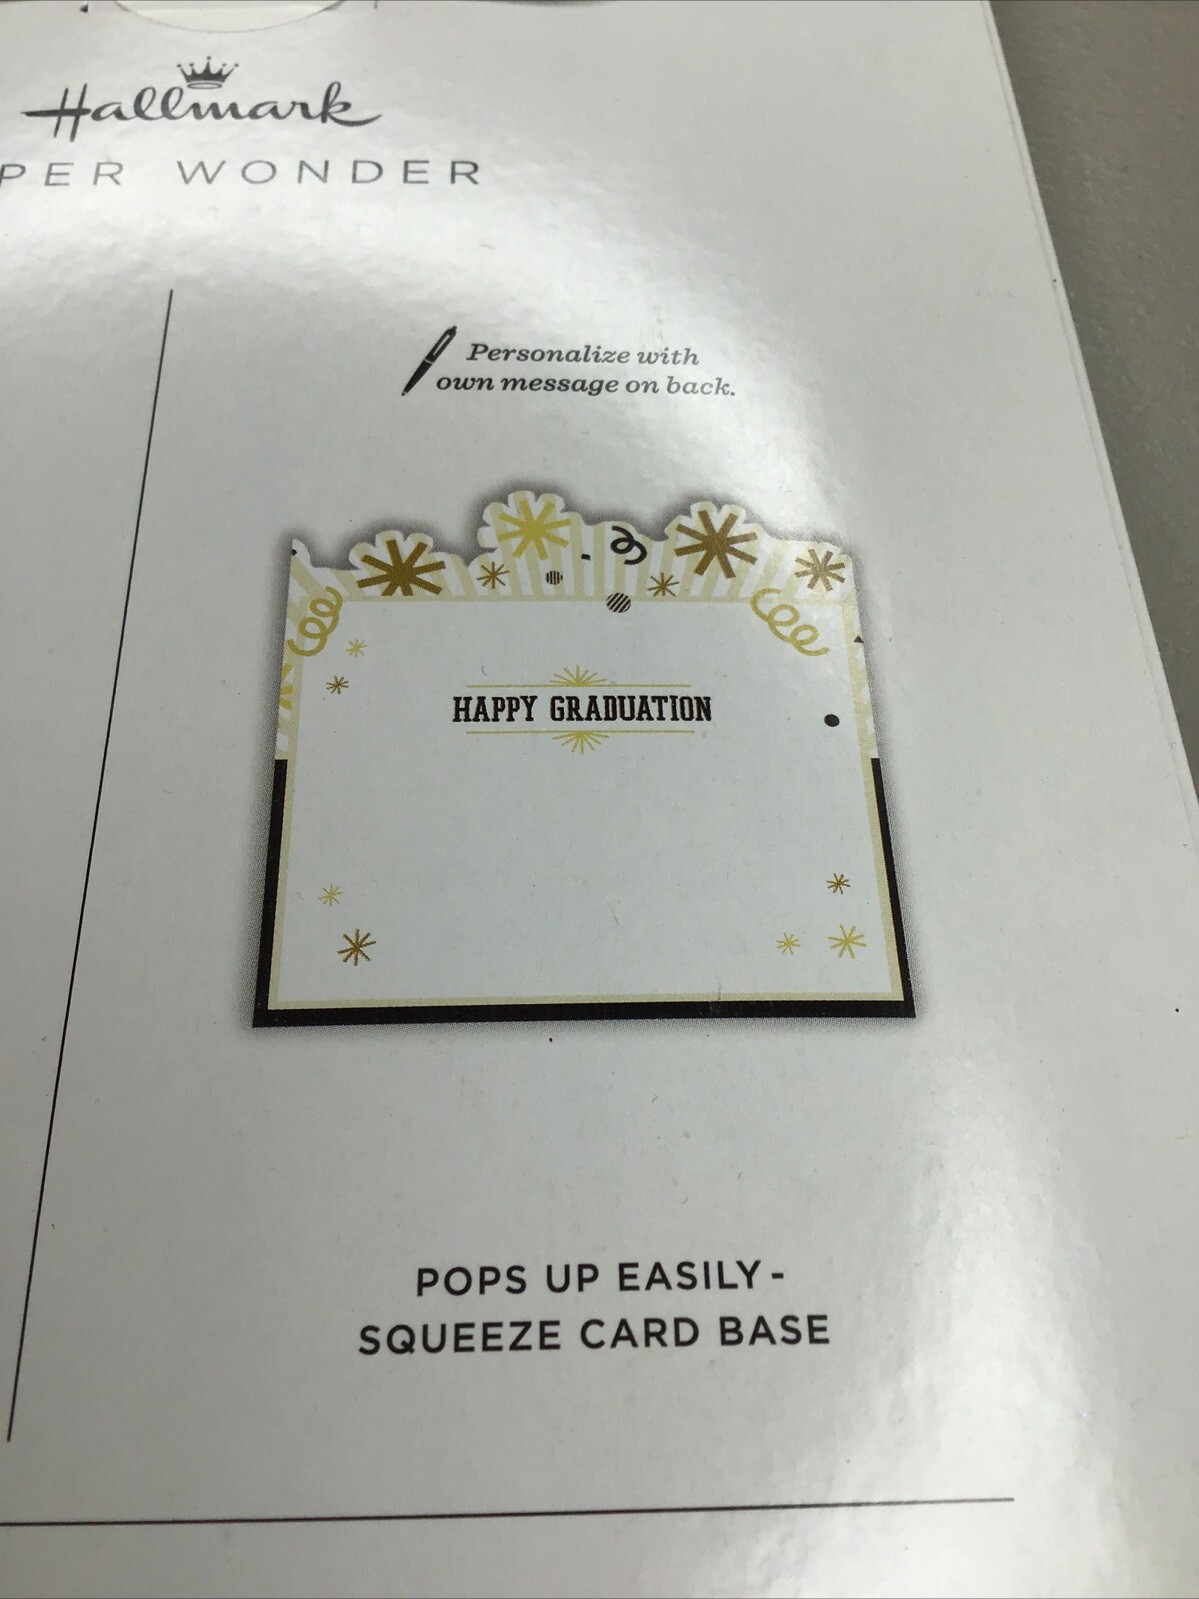 Hallmark
PER WONDER
Personalize with
own message on back.
HAPPY GRADUATION
POPS UP EASILY -
SQUEEZE CARD BASE